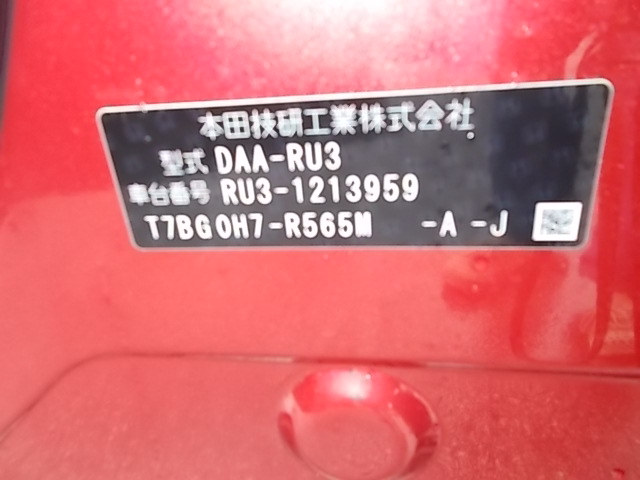 本田技研工業株式会社
型式 DAA-RU3
車台番号 RU3-1213959
T7BG0H7-R565M -A -J